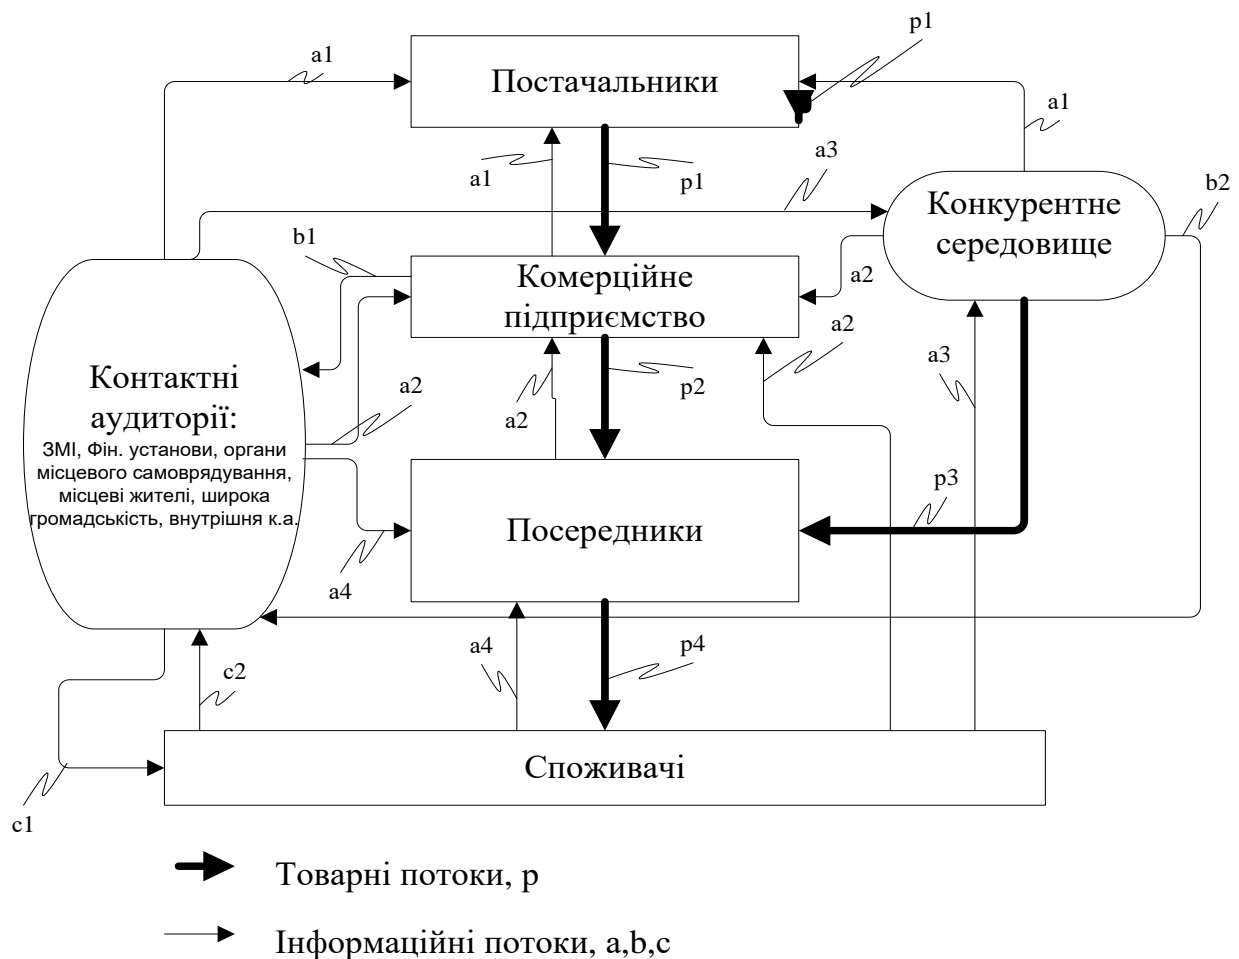 p1
a1
Постачальники
a1
a3
a1
p1
b2
Конкурентне
середовище
b1
Комерційне
підприємство
a2
a2
a3
Контактні
аудиторії:
ЗМІ, Фін. установи, органи
місцевого самоврядування,
місцеві жителі, широка
громадськість, внутрішня к.а.
a2
a2
p2
p3
Посередники
a4
a4
p4
c2
Споживачі
c1
Товарні потоки, p
Інформаційні потоки, a,b,c